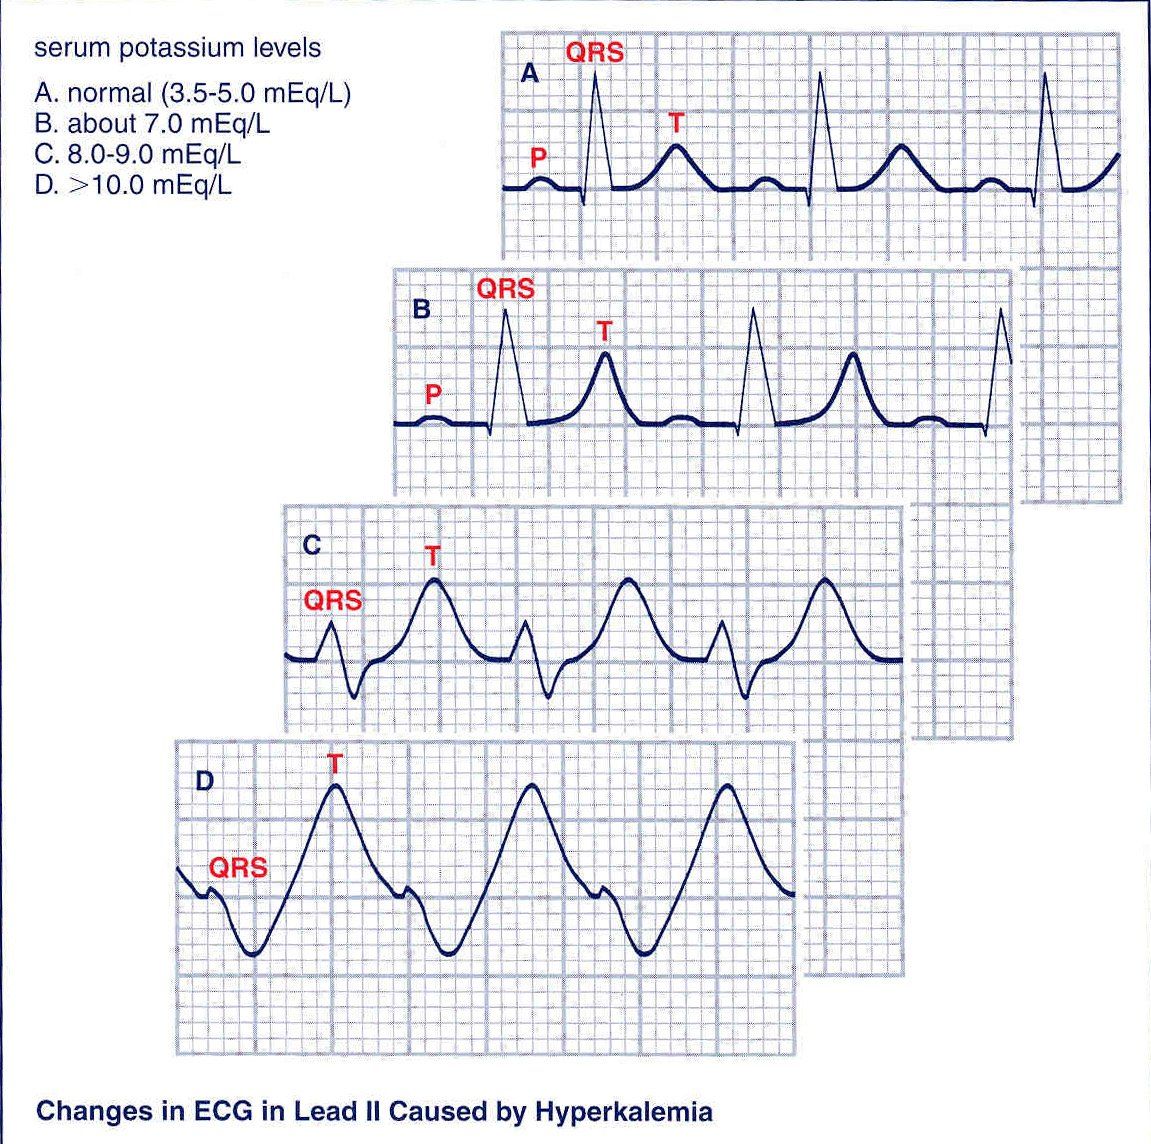 serum potassium levels
A. normal (3.5-5.0 mEq/L)
B. about 7.0 mEq/L
C. 8.0-9.0 mEq/L
D. >10.0 mEq/L
A
QRS
P
T
B
QRS
P
T
C
QRS
T
D
QRS
T
Changes in ECG in Lead II Caused by Hyperkalemia